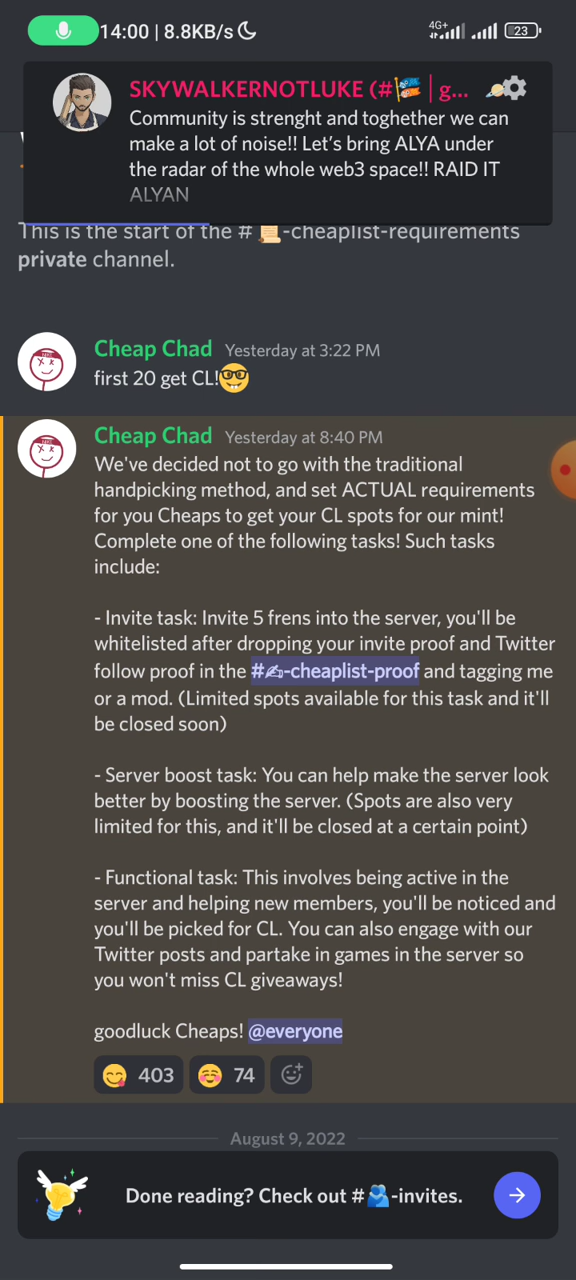 14:00 | 8.8KB/s
4G+
23
SKYWALKERNOTLUKE (# | g...
Community is strenght and toghether we can
make a lot of noise!! Let's bring ALYA under
the radar of the whole web3 space!! RAID IT
ALYAN
This is the start of the # 📜-cheaplist-requirements
private channel.
Cheap Chad Yesterday at 3:22 PM
first 20 get CL!🤓
Cheap Chad Yesterday at 8:40 PM
We've decided not to go with the traditional
handpicking method, and set ACTUAL requirements
for you Cheaps to get your CL spots for our mint!
Complete one of the following tasks! Such tasks
include:
- Invite task: Invite 5 frens into the server, you'll be
whitelisted after dropping your invite proof and Twitter
follow proof in the #✍-cheaplist-proof and tagging me
or a mod. (Limited spots available for this task and it'll
be closed soon)
- Server boost task: You can help make the server look
better by boosting the server. (Spots are also very
limited for this, and it'll be closed at a certain point)
- Functional task: This involves being active in the
server and helping new members, you'll be noticed and
you'll be picked for CL. You can also engage with our
Twitter posts and partake in games in the server so
you won't miss CL giveaways!
goodluck Cheaps! @everyone
403 74
August 9, 2022
Done reading? Check out #🫂-invites.